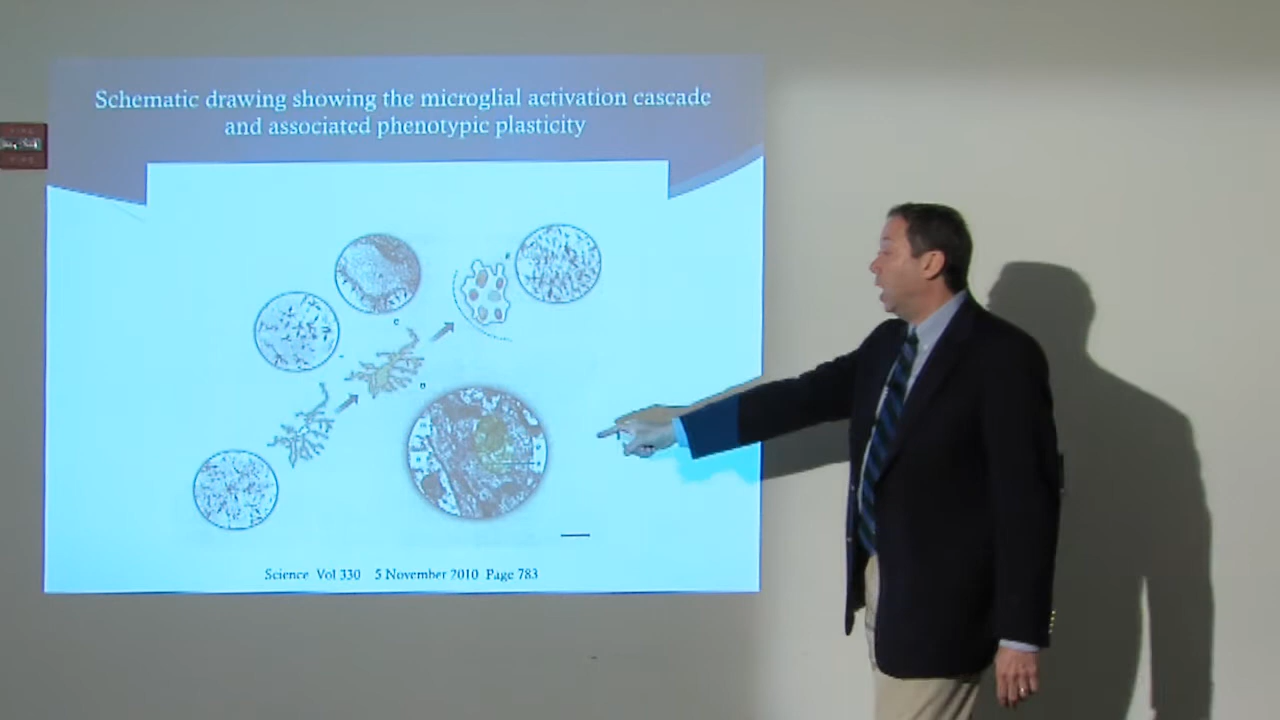 Schematic drawing showing the microglial activation cascade
and associated phenotypic plasticity
Science Vol 330 5 November 2010 Page 783